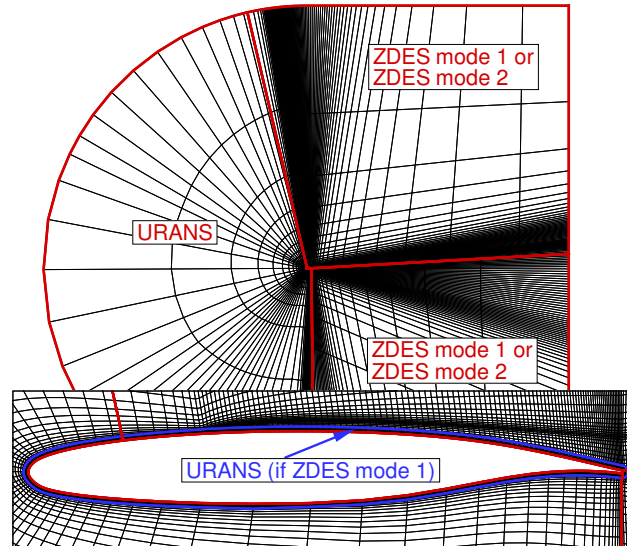 ZDES mode 1 or
ZDES mode 2
URANS
ZDES mode 1 or
ZDES mode 2
URANS (if ZDES mode 1)